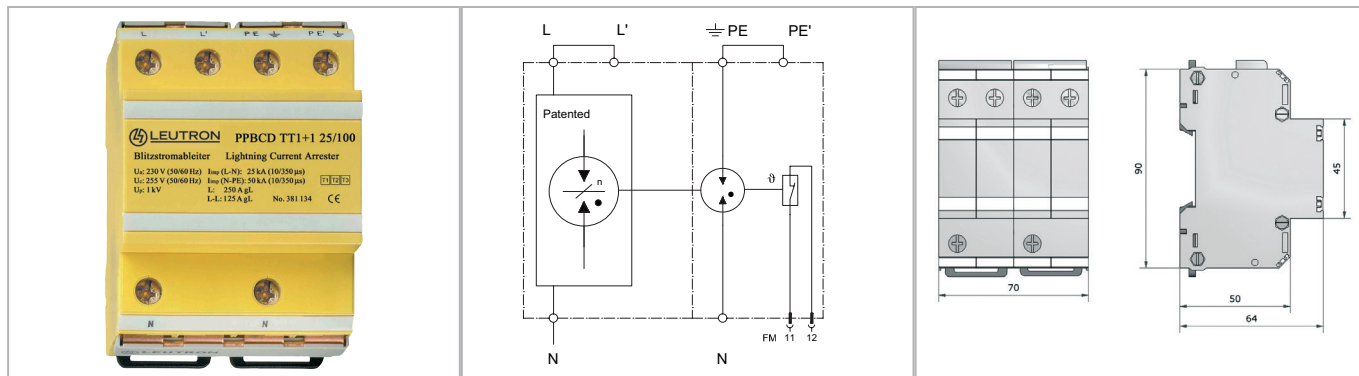 L L' PE PE'
LEUTRON PPBCD TT1+1 25/100
Blitzstromableiter Lightning Current Arrester
Uₙ: 230 V (50/60 Hz) Iimp (L-N): 25 kA (10/350 µs)
U꜀: 255 V (50/60 Hz) Iimp (N-PE): 50 kA (10/350 µs) T1 T2 T3
Uₚ: 1 kV L: 250 A gL
L-L: 125 A gL No. 381 134 CE
N N
LEUTRON
L L' PE PE'
Patented
n
ϑ
FM 11 12
N N
90
45
70
50
64